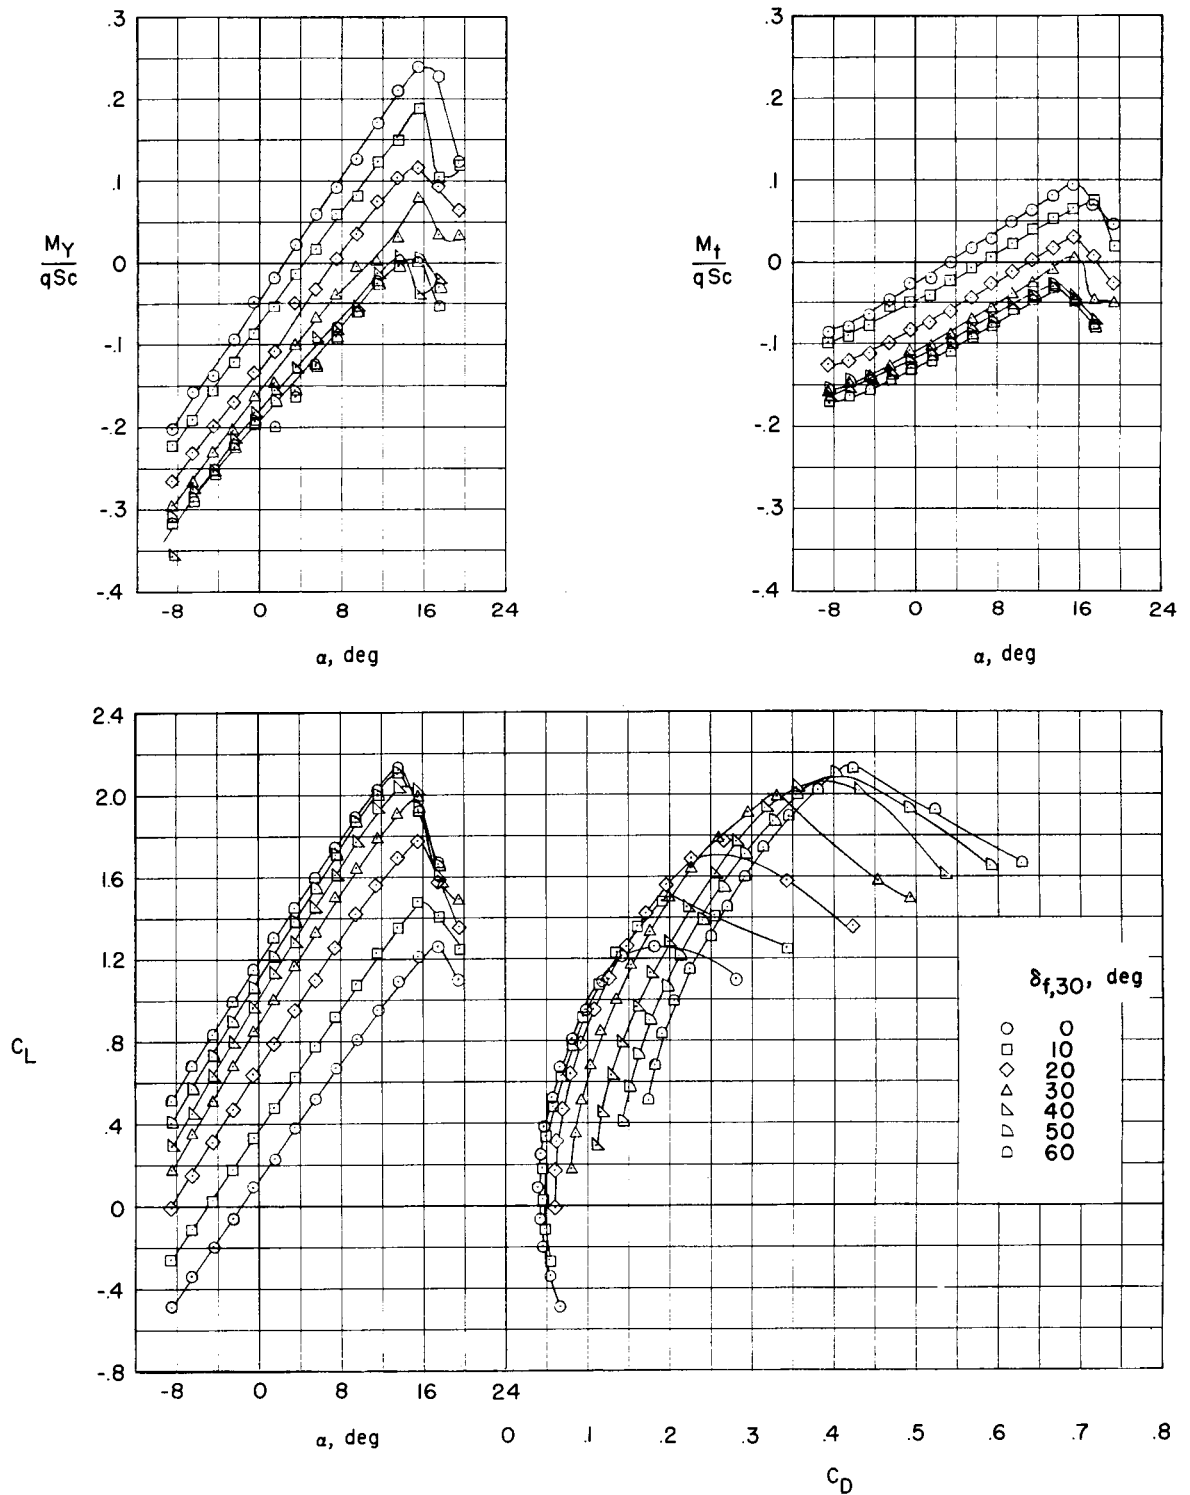 .3
.2
.1
0
-.1
-.2
-.3
-.4
M_Y
qSc
-8 0 8 16 24
α, deg
.3
.2
.1
0
-.1
-.2
-.3
-.4
M_t
qSc
-8 0 8 16 24
α, deg
2.4
2.0
1.6
1.2
.8
.4
0
-.4
-.8
C_L
-8 0 8 16 24
α, deg
0 .1 .2 .3 .4 .5 .6 .7 .8
C_D
δ_f,30, deg
0
10
20
30
40
50
60